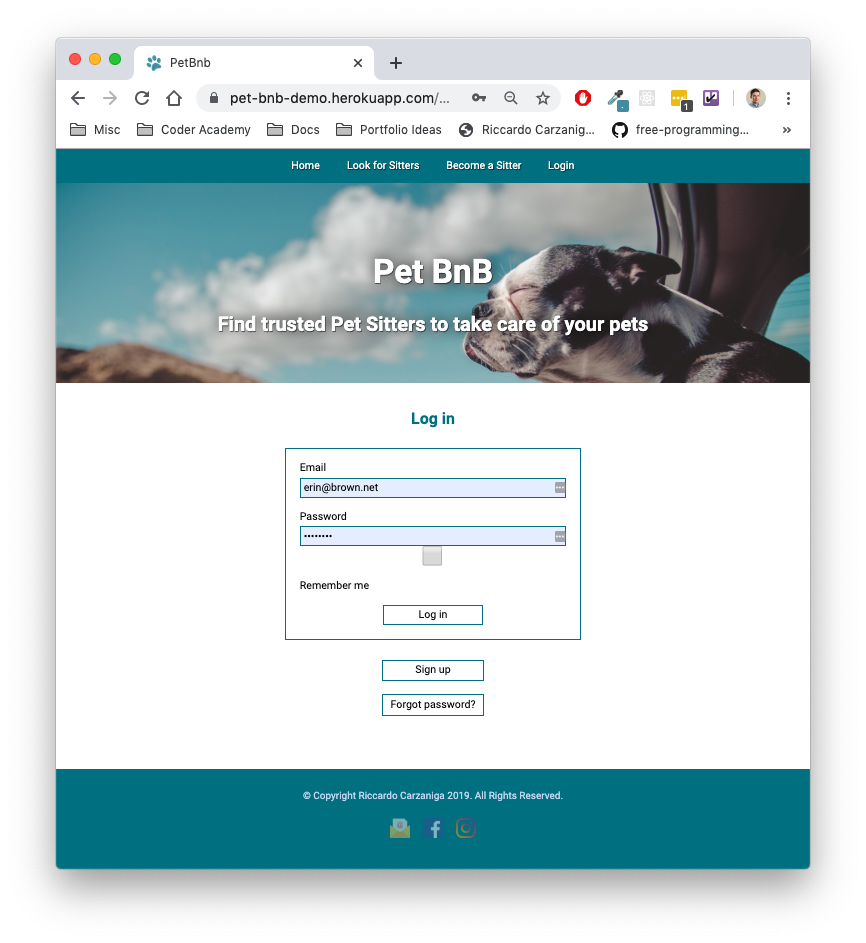 PetBnb
pet-bnb-demo.herokuapp.com/...
1
Misc
Coder Academy
Docs
Portfolio Ideas
Riccardo Carzanig...
free-programming...
»
Home
Look for Sitters
Become a Sitter
Login
Pet BnB
Find trusted Pet Sitters to take care of your pets
Log in
Email
erin@brown.net
Password
••••••••
Remember me
Log in
Sign up
Forgot password?
© Copyright Riccardo Carzaniga 2019. All Rights Reserved.